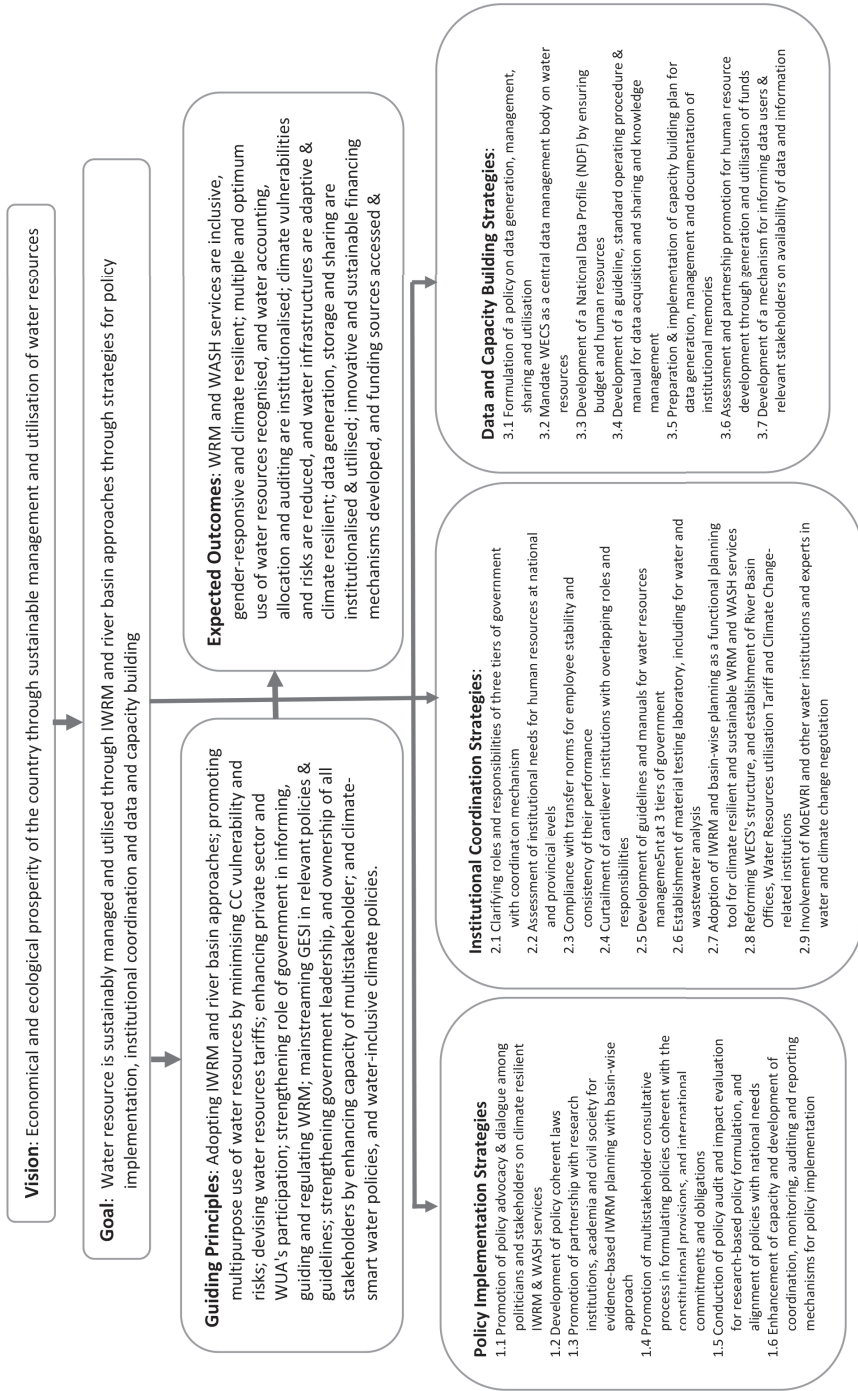 Vision: Economical and ecological prosperity of the country through sustainable management and utilisation of water resources
Goal: Water resource is sustainably managed and utilised through IWRM and river basin approaches through strategies for policy
implementation, institutional coordination and data and capacity building
Guiding Principles: Adopting IWRM and river basin approaches; promoting
multipurpose use of water resources by minimising CC vulnerability and
risks; devising water resources tariffs; enhancing private sector and
WUA's participation; strengthening role of government in informing,
guiding and regulating WRM; mainstreaming GESI in relevant policies &
guidelines; strengthening government leadership, and ownership of all
stakeholders by enhancing capacity of multistakeholder; and climate-
smart water policies, and water-inclusive climate policies.
Expected Outcomes: WRM and WASH services are inclusive,
gender-responsive and climate resilient; multiple and optimum
use of water resources recognised, and water accounting,
allocation and auditing are institutionalised; climate vulnerabilities
and risks are reduced, and water infrastructures are adaptive &
climate resilient; data generation, storage and sharing are
institutionalised & utilised; innovative and sustainable financing
mechanisms developed, and funding sources accessed &
Policy Implementation Strategies
1.1 Promotion of policy advocacy & dialogue among
politicians and stakeholders on climate resilient
IWRM & WASH services
1.2 Development of policy coherent laws
1.3 Promotion of partnership with research
institutions, academia and civil society for
evidence-based IWRM planning with basin-wise
approach
1.4 Promotion of multistakeholder consultative
process in formulating policies coherent with the
constitutional provisions, and international
commitments and obligations
1.5 Conduction of policy audit and impact evaluation
for research-based policy formulation, and
alignment of policies with national needs
1.6 Enhancement of capacity and development of
coordination, monitoring, auditing and reporting
mechanisms for policy implementation
Institutional Coordination Strategies:
2.1 Clarifying roles and responsibilities of three tiers of government
with coordination mechanism
2.2 Assessment of institutional needs for human resources at national
and provincial levels
2.3 Compliance with transfer norms for employee stability and
consistency of their performance
2.4 Curtailment of cantilever institutions with overlapping roles and
responsibilities
2.5 Development of guidelines and manuals for water resources
manageme5nt at 3 tiers of government
2.6 Establishment of material testing laboratory, including for water and
wastewater analysis
2.7 Adoption of IWRM and basin-wise planning as a functional planning
tool for climate resilient and sustainable WRM and WASH services
2.8 Reforming WECS's structure, and establishment of River Basin
Offices, Water Resources utilisation Tariff and Climate Change-
related institutions
2.9 Involvement of MoEWRI and other water institutions and experts in
water and climate change negotiation
Data and Capacity Building Strategies:
3.1 Formulation of a policy on data generation, management,
sharing and utilisation
3.2 Mandate WECS as a central data management body on water
resources
3.3 Development of a National Data Profile (NDF) by ensuring
budget and human resources
3.4 Development of a guideline, standard operating procedure &
manual for data acquisition and sharing and knowledge
management
3.5 Preparation & implementation of capacity building plan for
data generation, management and documentation of
institutional memories
3.6 Assessment and partnership promotion for human resource
development through generation and utilisation of funds
3.7 Development of a mechanism for informing data users &
relevant stakeholders on availability of data and information